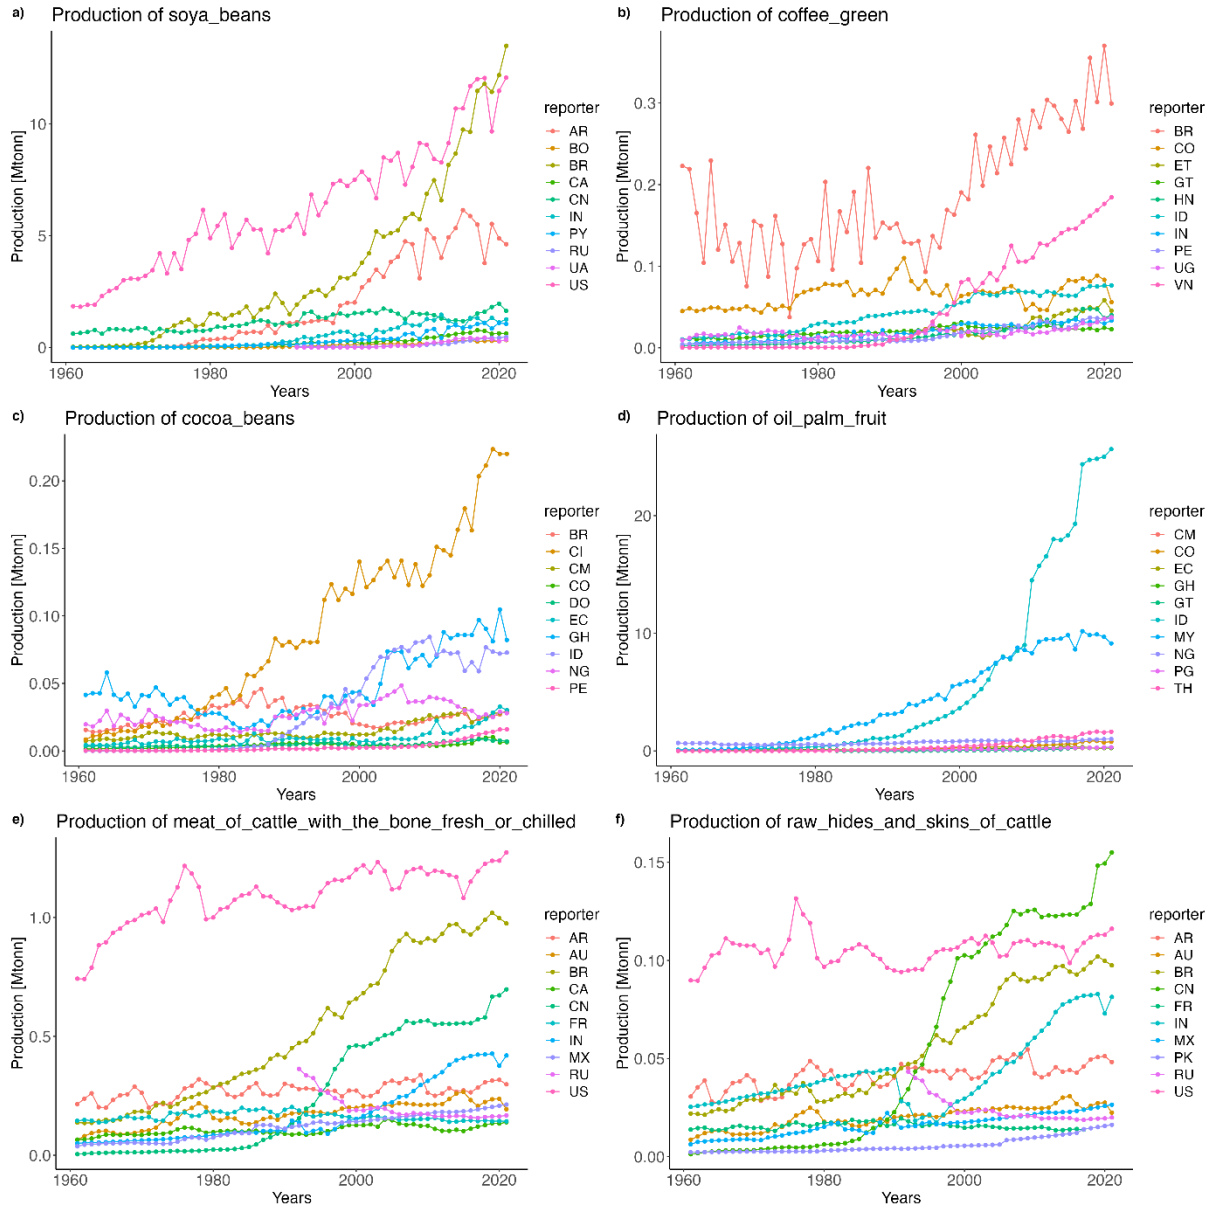 a) Production of soya_beans
Production [Mtonn]
10
5
0
1960 1980 2000 2020
Years
reporter
AR
BO
BR
CA
CN
IN
PY
RU
UA
US
b) Production of coffee_green
Production [Mtonn]
0.3
0.2
0.1
0.0
1960 1980 2000 2020
Years
reporter
BR
CO
ET
GT
HN
ID
IN
PE
UG
VN
c) Production of cocoa_beans
Production [Mtonn]
0.20
0.15
0.10
0.05
0.00
1960 1980 2000 2020
Years
reporter
BR
CI
CM
CO
DO
EC
GH
ID
NG
PE
d) Production of oil_palm_fruit
Production [Mtonn]
20
10
0
1960 1980 2000 2020
Years
reporter
CM
CO
EC
GH
GT
ID
MY
NG
PG
TH
e) Production of meat_of_cattle_with_the_bone_fresh_or_chilled
Production [Mtonn]
1.0
0.5
0.0
1960 1980 2000 2020
Years
reporter
AR
AU
BR
CA
CN
FR
IN
MX
RU
US
f) Production of raw_hides_and_skins_of_cattle
Production [Mtonn]
0.15
0.10
0.05
0.00
1960 1980 2000 2020
Years
reporter
AR
AU
BR
CN
FR
IN
MX
PK
RU
US